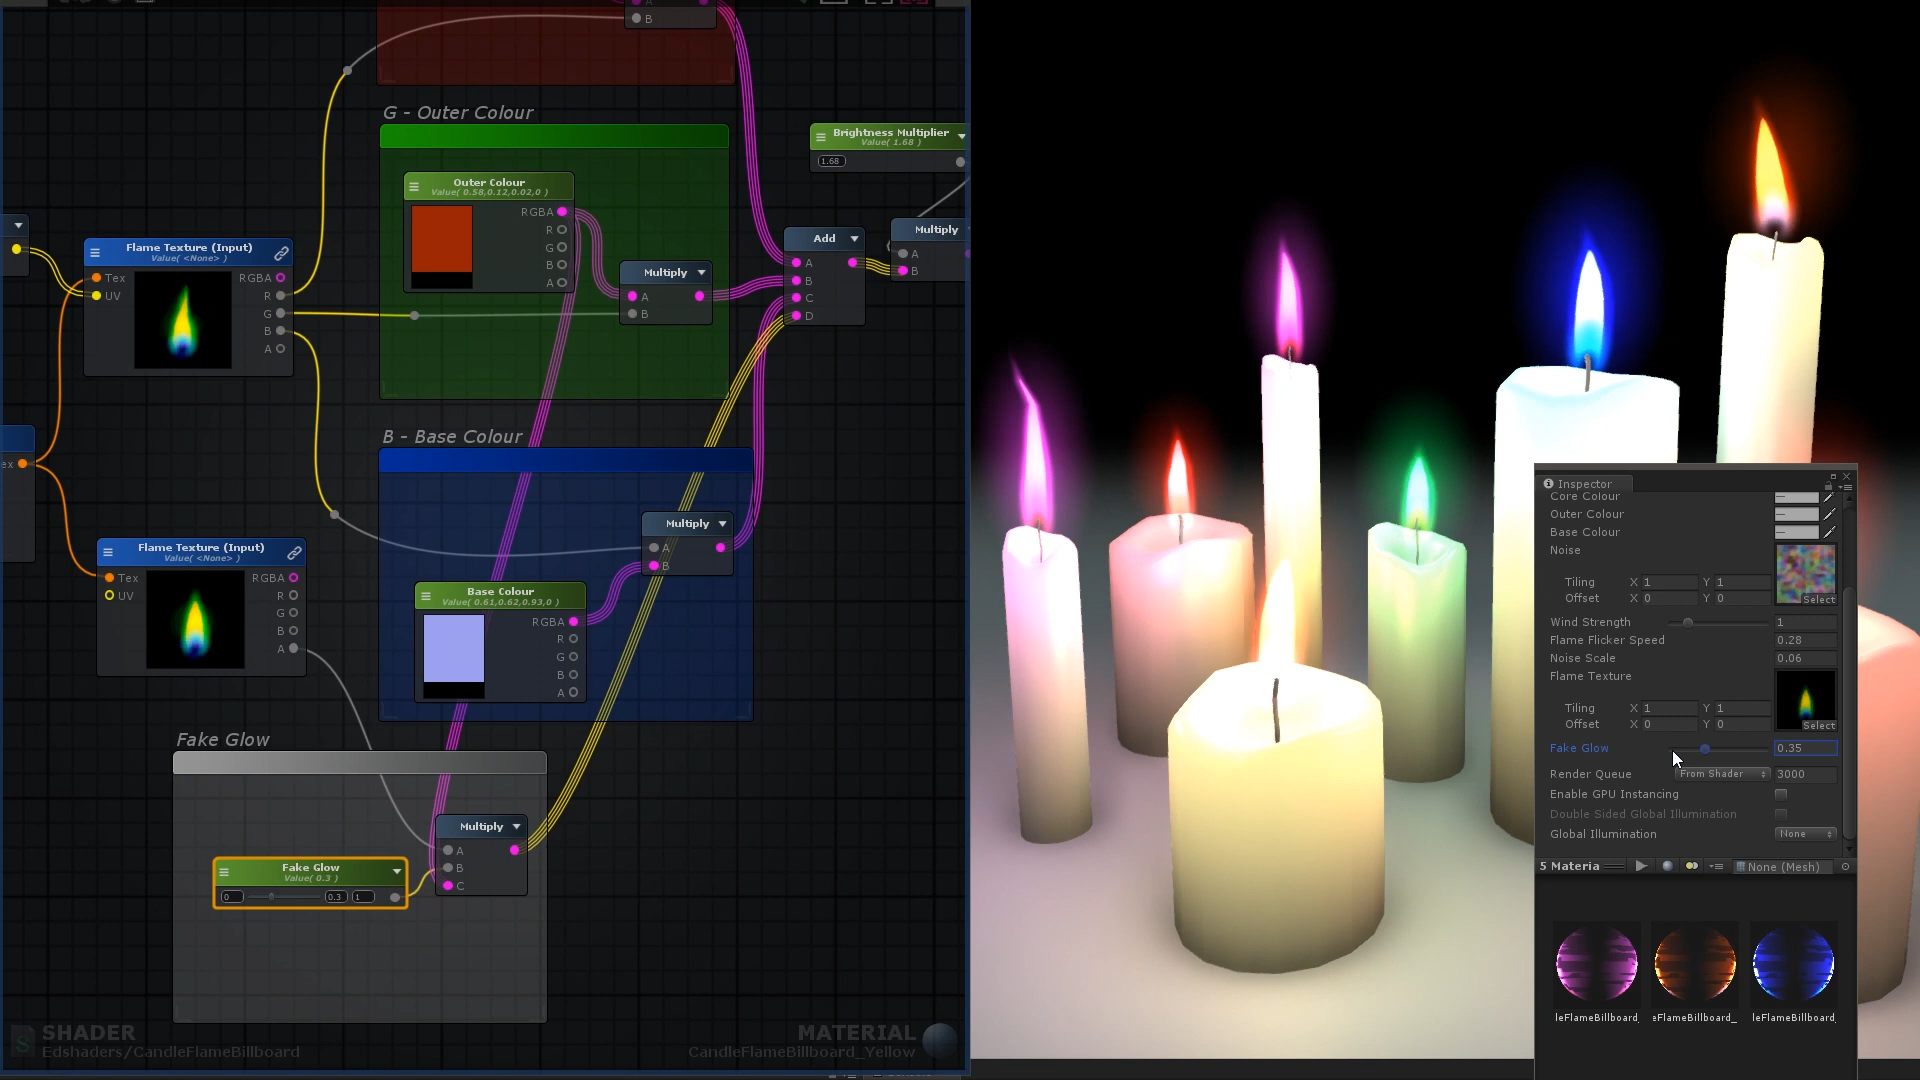 B
G - Outer Colour
Outer Colour
Value( 0.58,0.12,0.02,0 )
RGBA
R
G
B
A
Multiply
A
B
Brightness Multiplier
Value( 1.68 )
1.68
Add
A
B
C
D
Multiply
A
B
Flame Texture (Input)
Value( <None> )
Tex
UV
RGBA
R
G
B
A
B - Base Colour
Multiply
A
B
Base Colour
Value( 0.61,0.62,0.93,0 )
RGBA
R
G
B
A
ex
Flame Texture (Input)
Value( <None> )
Tex
UV
RGBA
R
G
B
A
Fake Glow
Multiply
A
B
C
Fake Glow
Value( 0.3 )
0
0.3
1
SHADER
Edshaders/CandleFlameBillboard
MATERIAL
CandleFlameBillboard_Yellow
Inspector
Core Colour
Outer Colour
Base Colour
Noise
Tiling X 1 Y 1
Offset X 0 Y 0
Select
Wind Strength 1
Flame Flicker Speed 0.28
Noise Scale 0.06
Flame Texture
Tiling X 1 Y 1
Offset X 0 Y 0
Select
Fake Glow 0.35
Render Queue From Shader 3000
Enable GPU Instancing
Double Sided Global Illumination
Global Illumination None
5 Materia
None (Mesh)
leFlameBillboard_
eFlameBillboard_
leFlameBillboard_